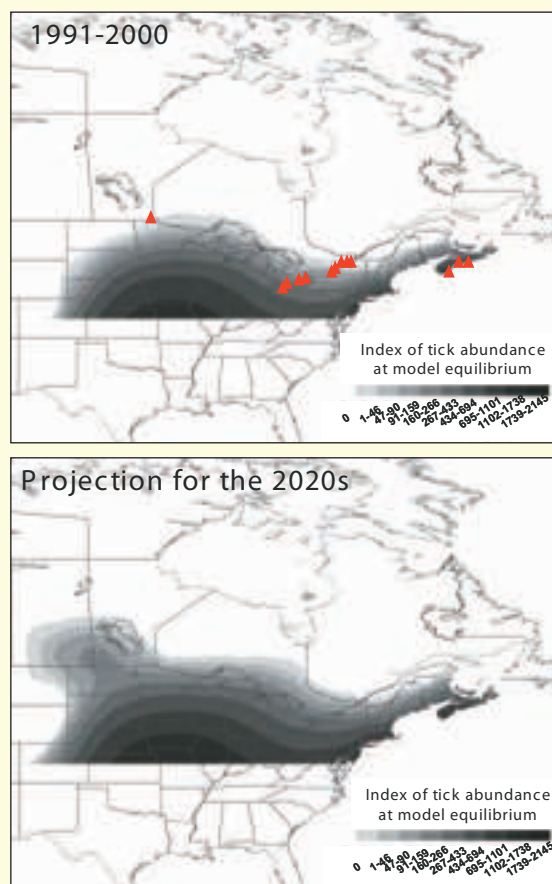 1991-2000
Index of tick abundance
at model equilibrium
0 1-46 47-90 91-159 160-266 267-433 434-694 695-1101 1102-1738 1739-2145
Projection for the 2020s
Index of tick abundance
at model equilibrium
0 1-46 47-90 91-159 160-266 267-433 434-694 695-1101 1102-1738 1739-2145